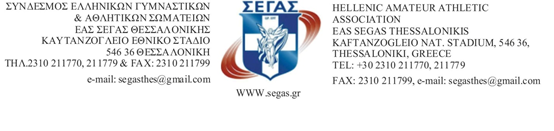 ΣΥΝΔΕΣΜΟΣ ΕΛΛΗΝΙΚΩΝ ΓΥΜΝΑΣΤΙΚΩΝ
& ΑΘΛΗΤΙΚΩΝ ΣΩΜΑΤΕΙΩΝ
ΕΑΣ ΣΕΓΑΣ ΘΕΣΣΑΛΟΝΙΚΗΣ
ΚΑΥΤΑΝΖΟΓΛΕΙΟ ΕΘΝΙΚΟ ΣΤΑΔΙΟ
546 36 ΘΕΣΣΑΛΟΝΙΚΗ
ΤΗΛ.2310 211770, 211779 & FAX: 2310 211799
e-mail: segasthes@gmail.com
ΣΕΓΑΣ
WWW.segas.gr
HELLENIC AMATEUR ATHLETIC
ASSOCIATION
EAS SEGAS THESSALONIKIS
KAFTANZOGLEIO NAT. STADIUM, 546 36,
THESSALONIKI, GREECE
TEL: +30 2310 211770, 211779
FAX: 2310 211799, e-mail: segasthes@gmail.com